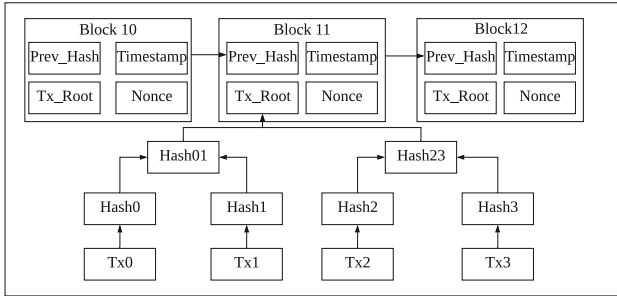 Block 10
Block 11
Block12
Prev_Hash
Timestamp
Prev_Hash
Timestamp
Prev_Hash
Timestamp
Tx_Root
Nonce
Tx_Root
Nonce
Tx_Root
Nonce
Hash01
Hash23
Hash0
Hash1
Hash2
Hash3
Tx0
Tx1
Tx2
Tx3